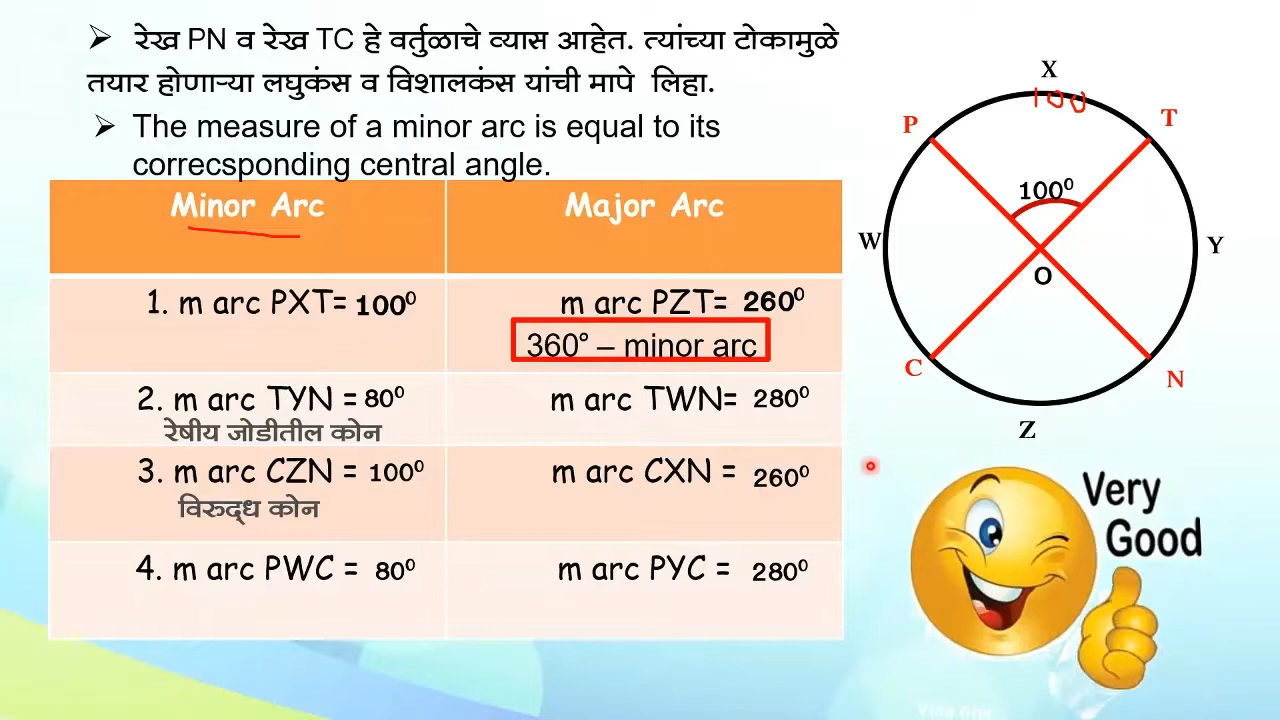 ➢ रेख PN व रेख TC हे वर्तुळाचे व्यास आहेत. त्यांच्या टोकामुळे
तयार होणाऱ्या लघुकंस व विशालकंस यांची मापे लिहा.
➢ The measure of a minor arc is equal to its
correcsponding central angle.
Minor Arc
Major Arc
1. m arc PXT= 100⁰
m arc PZT= 260⁰
360° – minor arc
2. m arc TYN = 80⁰
रेषीय जोडीतील कोन
m arc TWN= 280⁰
3. m arc CZN = 100⁰
विरुद्ध कोन
m arc CXN = 260⁰
4. m arc PWC = 80⁰
m arc PYC = 280⁰
X
100
P
T
100⁰
W
Y
O
C
N
Z
Very
Good